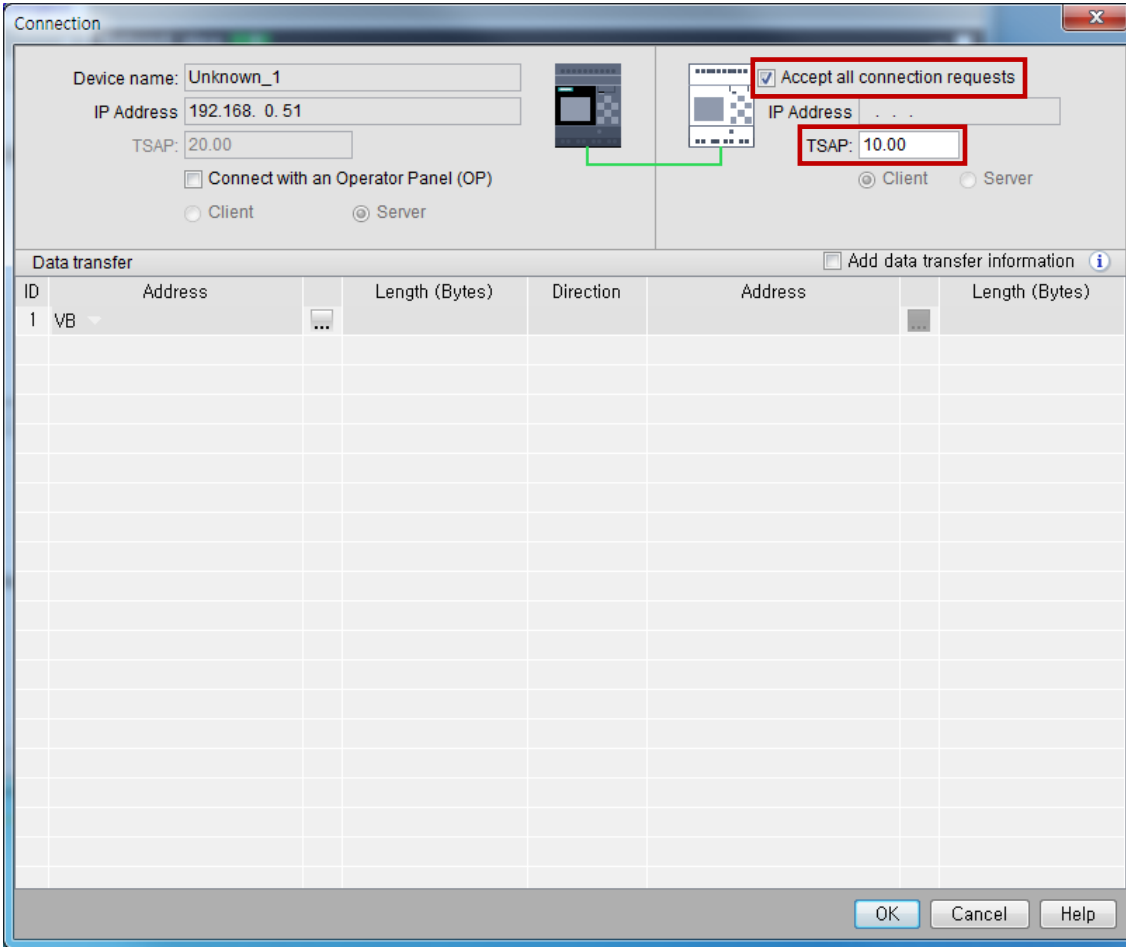 Connection
Device name: Unknown_1
IP Address 192.168. 0. 51
TSAP: 20.00
Connect with an Operator Panel (OP)
Client Server
Accept all connection requests
IP Address . . .
TSAP: 10.00
Client Server
Data transfer Add data transfer information i
ID Address Length (Bytes) Direction Address Length (Bytes)
1 VB ... ...
OK Cancel Help